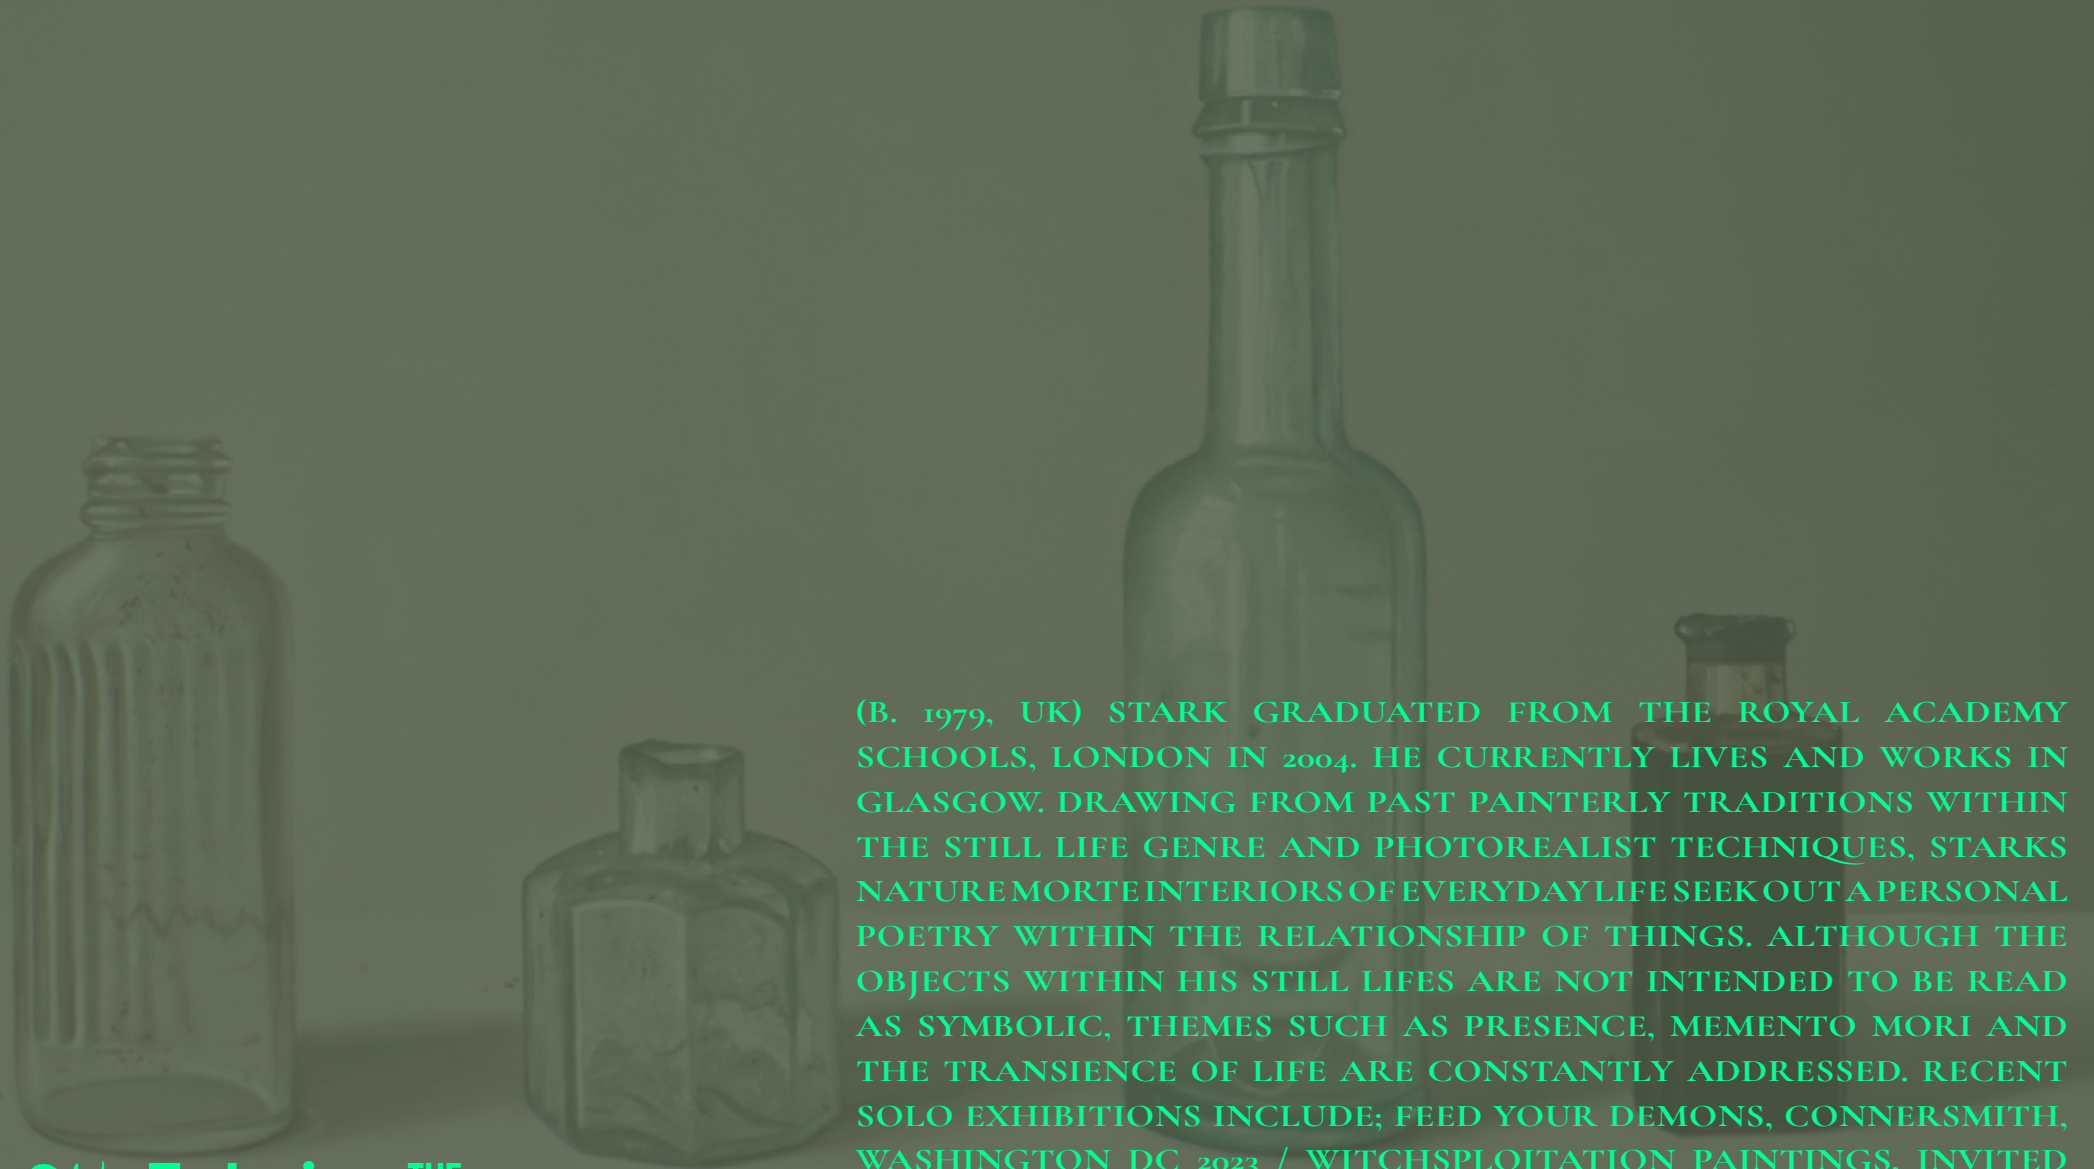 (B. 1979, UK) STARK GRADUATED FROM THE ROYAL ACADEMY
SCHOOLS, LONDON IN 2004. HE CURRENTLY LIVES AND WORKS IN
GLASGOW. DRAWING FROM PAST PAINTERLY TRADITIONS WITHIN
THE STILL LIFE GENRE AND PHOTOREALIST TECHNIQUES, STARKS
NATURE MORTE INTERIORS OF EVERYDAY LIFE SEEK OUT A PERSONAL
POETRY WITHIN THE RELATIONSHIP OF THINGS. ALTHOUGH THE
OBJECTS WITHIN HIS STILL LIFES ARE NOT INTENDED TO BE READ
AS SYMBOLIC, THEMES SUCH AS PRESENCE, MEMENTO MORI AND
THE TRANSIENCE OF LIFE ARE CONSTANTLY ADDRESSED. RECENT
SOLO EXHIBITIONS INCLUDE; FEED YOUR DEMONS, CONNERSMITH,
WASHINGTON DC 2023 / WITCHSPLOITATION PAINTINGS, INVITED